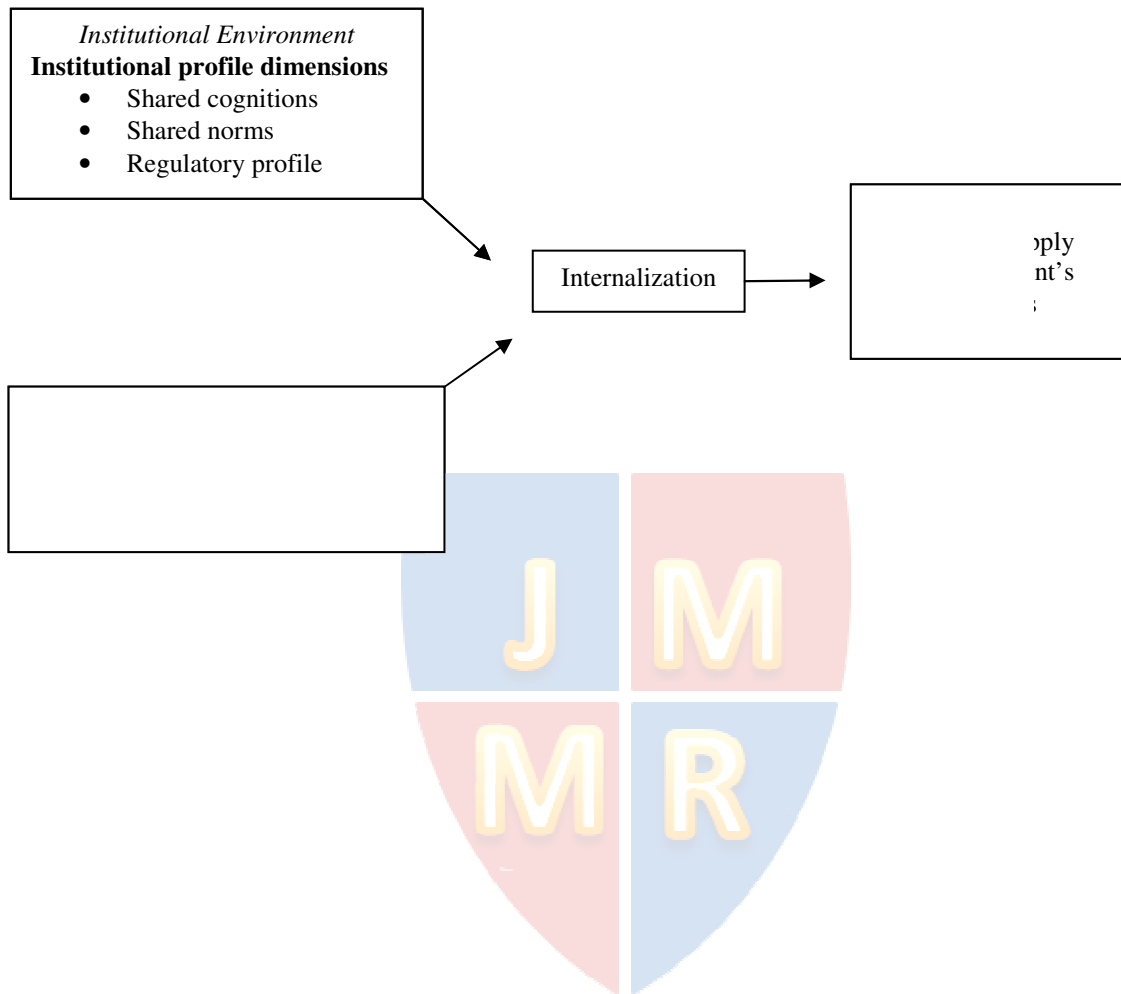 Institutional Environment
Institutional profile dimensions
• Shared cognitions
• Shared norms
• Regulatory profile
Internalization
J M
M R